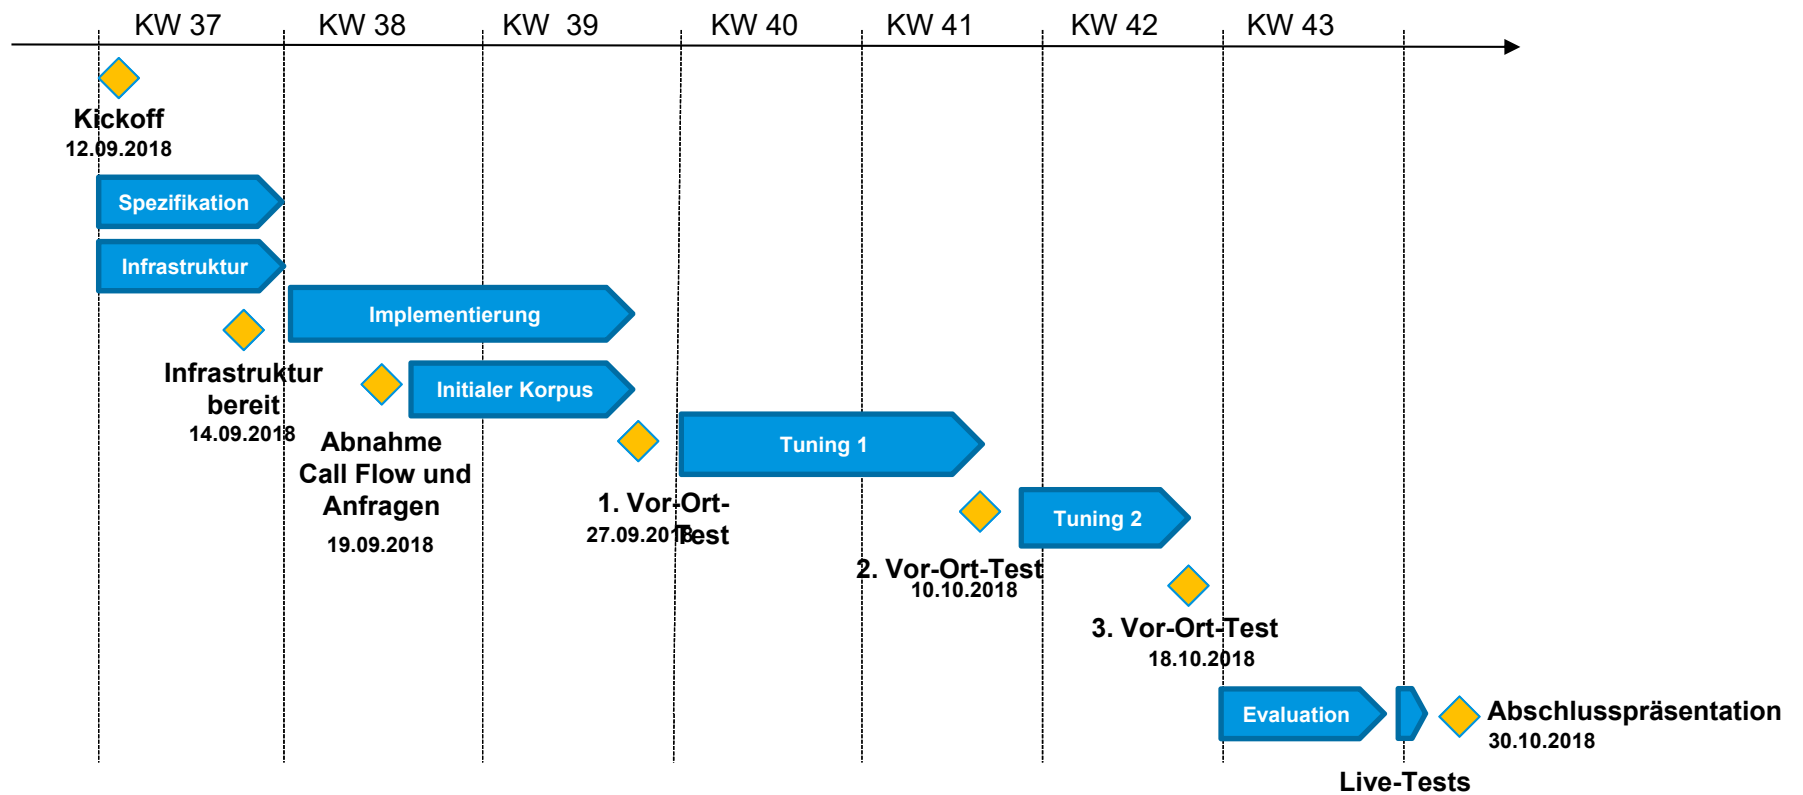 KW 37
KW 38
KW 39
KW 40
KW 41
KW 42
KW 43
Kickoff
12.09.2018
Spezifikation
Infrastruktur
Implementierung
Infrastruktur
bereit
14.09.2018
Initialer Korpus
Abnahme
Call Flow und
Anfragen
19.09.2018
Tuning 1
1. Vor-Ort-
Test
27.09.2018
Tuning 2
2. Vor-Ort-Test
10.10.2018
3. Vor-Ort-Test
18.10.2018
Evaluation
Abschlusspräsentation
30.10.2018
Live-Tests